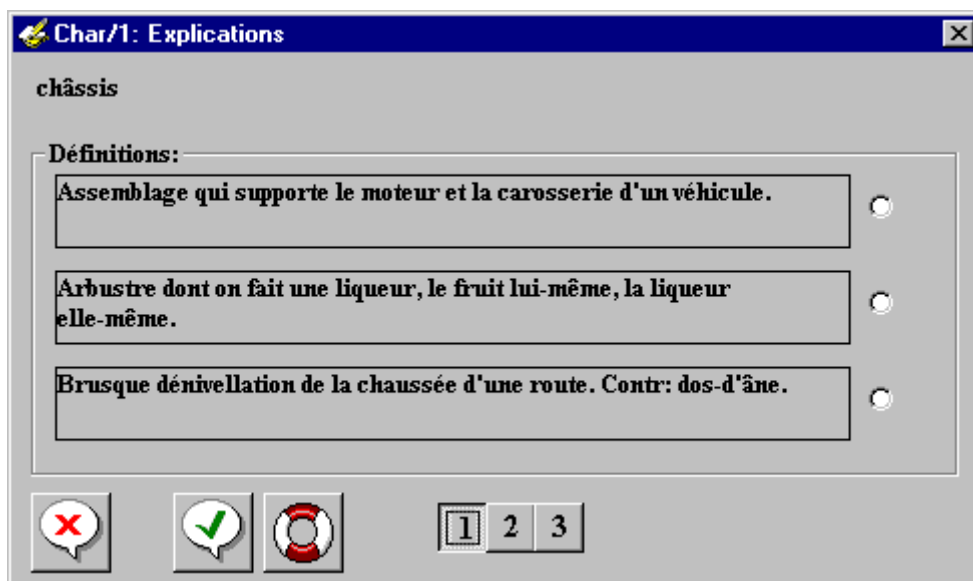 Char/1: Explications
châssis
Définitions:
Assemblage qui supporte le moteur et la carosserie d'un véhicule.
Arbustre dont on fait une liqueur, le fruit lui-même, la liqueur
elle-même.
Brusque dénivellation de la chaussée d'une route. Contr: dos-d'âne.
1 2 3